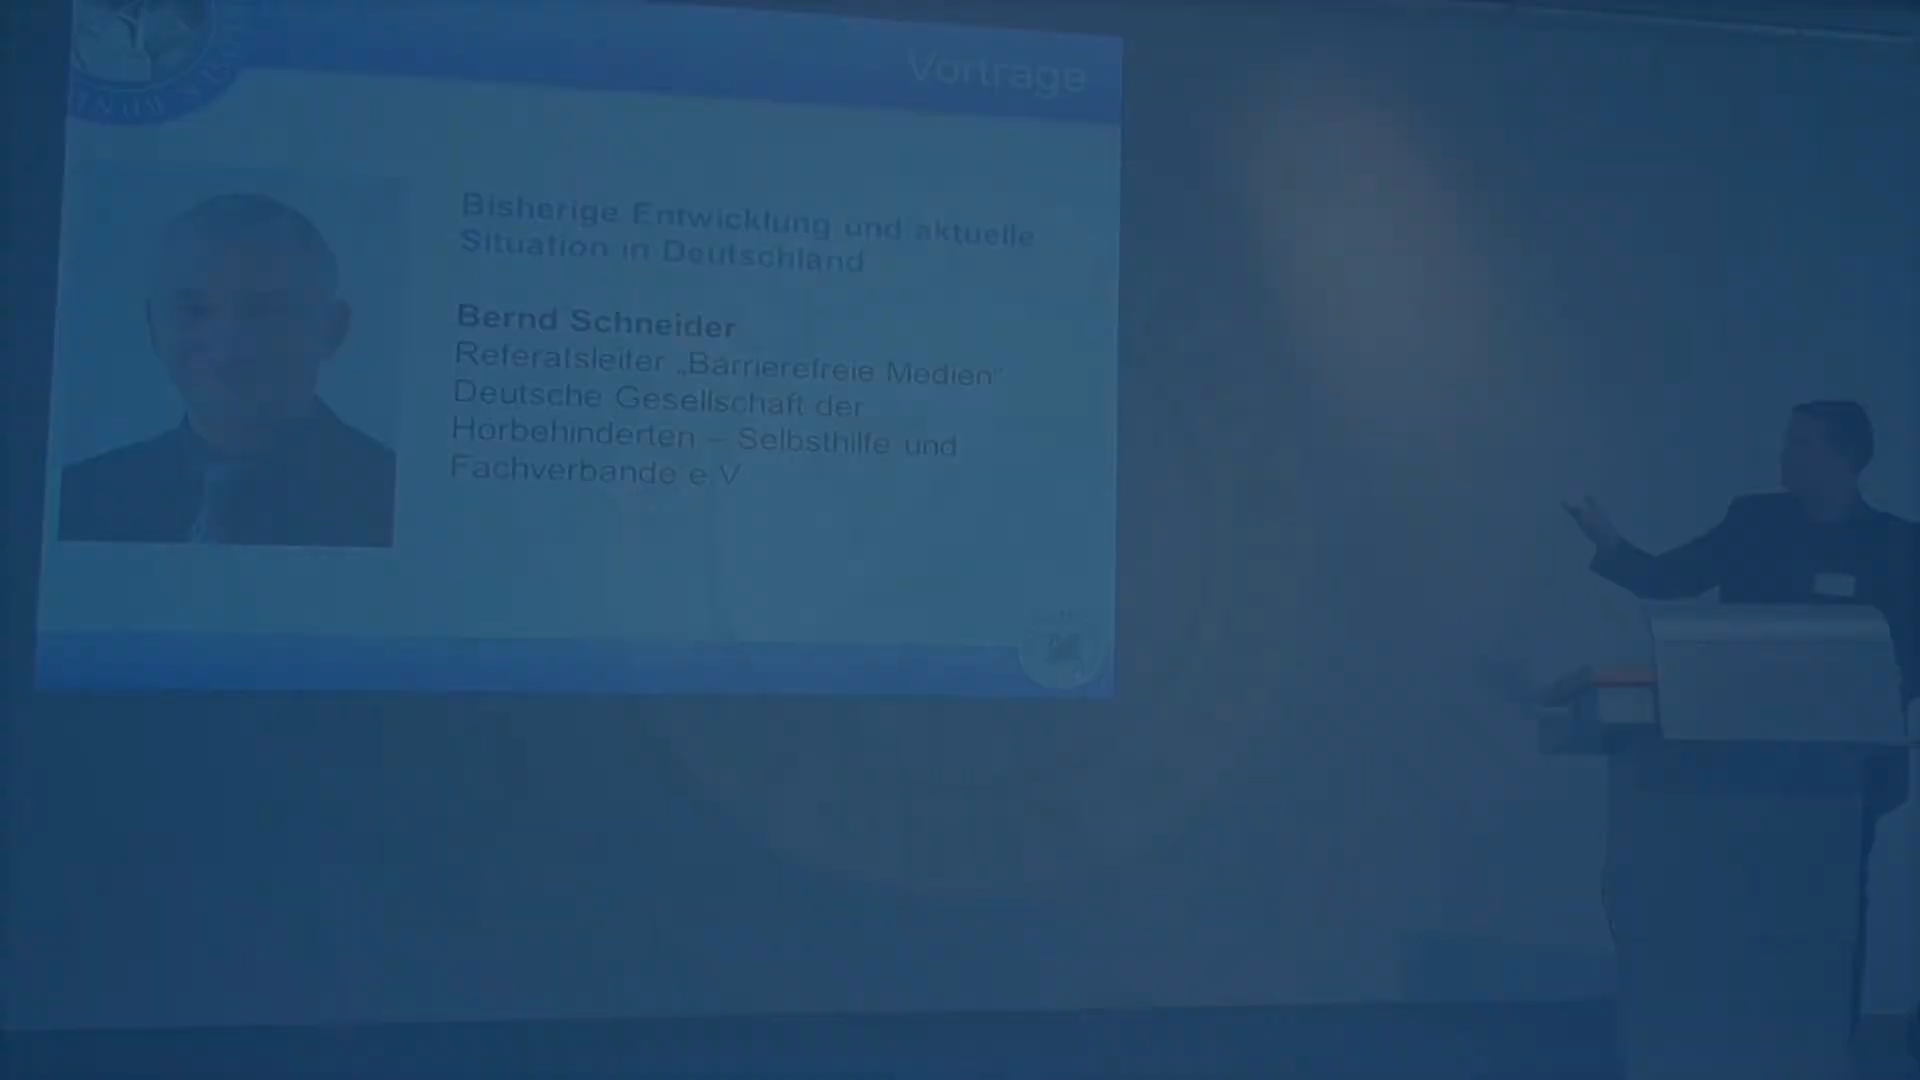 Vorträge
Bisherige Entwicklung und aktuelle
Situation in Deutschland
Bernd Schneider
Referatsleiter „Barrierefreie Medien“
Deutsche Gesellschaft der
Hörbehinderten – Selbsthilfe und
Fachverbände e.V.